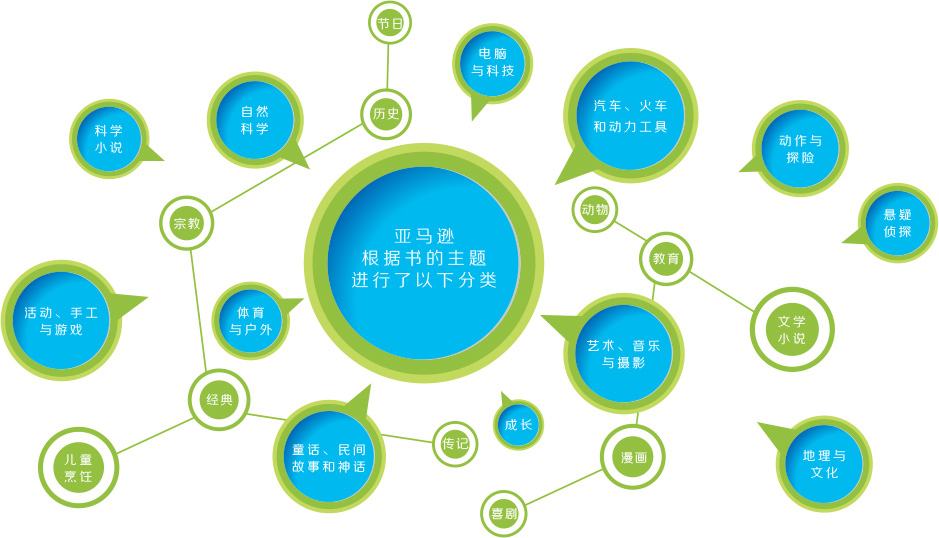 节日
电脑
与科技
历史
汽车、火车
和动力工具
自然
科学
科学
小说
动作与
探险
动物
悬疑
侦探
宗教
亚马逊
根据书的主题
进行了以下分类
教育
活动、手工
与游戏
体育
与户外
文学
小说
艺术、音乐
与摄影
经典
成长
传记
童话、民间
故事和神话
漫画
儿童
烹饪
地理与
文化
喜剧